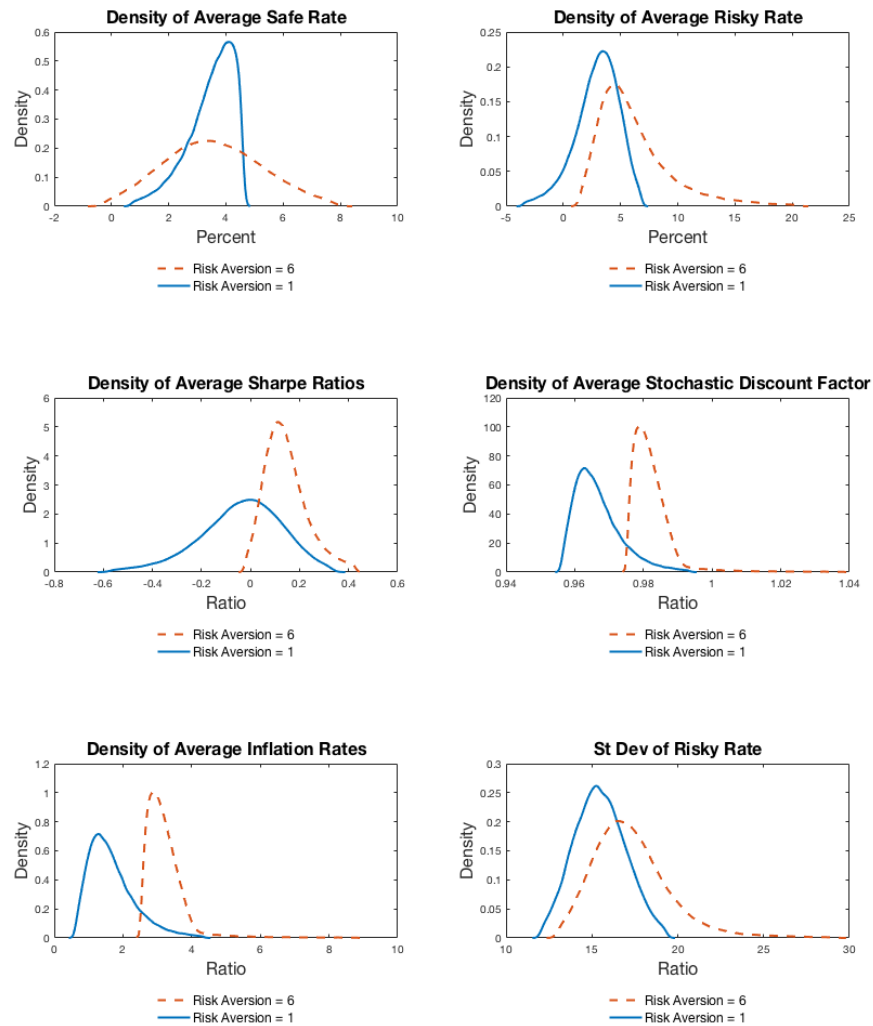 Density of Average Safe Rate
0.6
0.5
0.4
0.3
0.2
0.1
0
Density
-2
0
2
4
6
8
10
Percent
Risk Aversion = 6
Risk Aversion = 1
Density of Average Risky Rate
0.25
0.2
0.15
0.1
0.05
0
Density
-5
0
5
10
15
20
25
Percent
Risk Aversion = 6
Risk Aversion = 1
Density of Average Sharpe Ratios
6
5
4
3
2
1
0
Density
-0.8
-0.6
-0.4
-0.2
0
0.2
0.4
0.6
Ratio
Risk Aversion = 6
Risk Aversion = 1
Density of Average Stochastic Discount Factor
120
100
80
60
40
20
0
Density
0.94
0.96
0.98
1
1.02
1.04
Ratio
Risk Aversion = 6
Risk Aversion = 1
Density of Average Inflation Rates
1.2
1
0.8
0.6
0.4
0.2
0
Density
0
2
4
6
8
10
Ratio
Risk Aversion = 6
Risk Aversion = 1
St Dev of Risky Rate
0.3
0.25
0.2
0.15
0.1
0.05
0
Density
10
15
20
25
30
Ratio
Risk Aversion = 6
Risk Aversion = 1